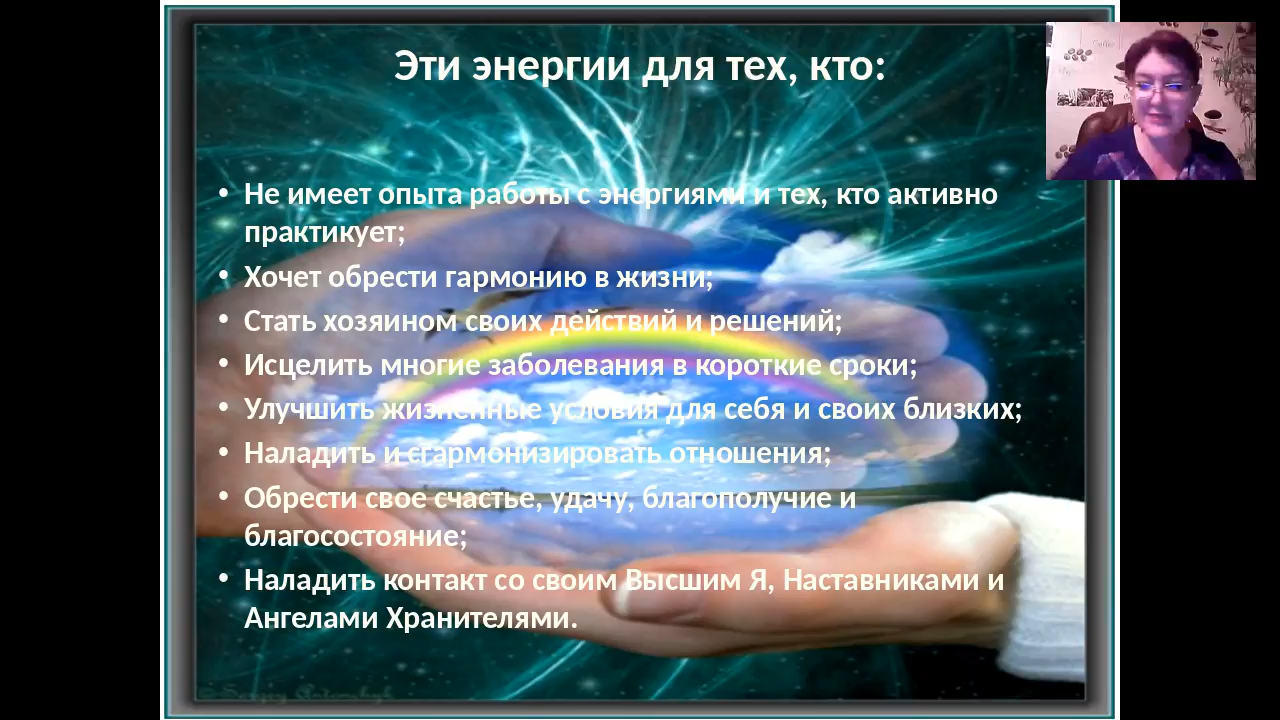 Эти энергии для тех, кто:
• Не имеет опыта работы с энергиями и тех, кто активно
практикует;
• Хочет обрести гармонию в жизни;
• Стать хозяином своих действий и решений;
• Исцелить многие заболевания в короткие сроки;
• Улучшить жизненные условия для себя и своих близких;
• Наладить и сгармонизировать отношения;
• Обрести свое счастье, удачу, благополучие и
благосостояние;
• Наладить контакт со своим Высшим Я, Наставниками и
Ангелами Хранителями.